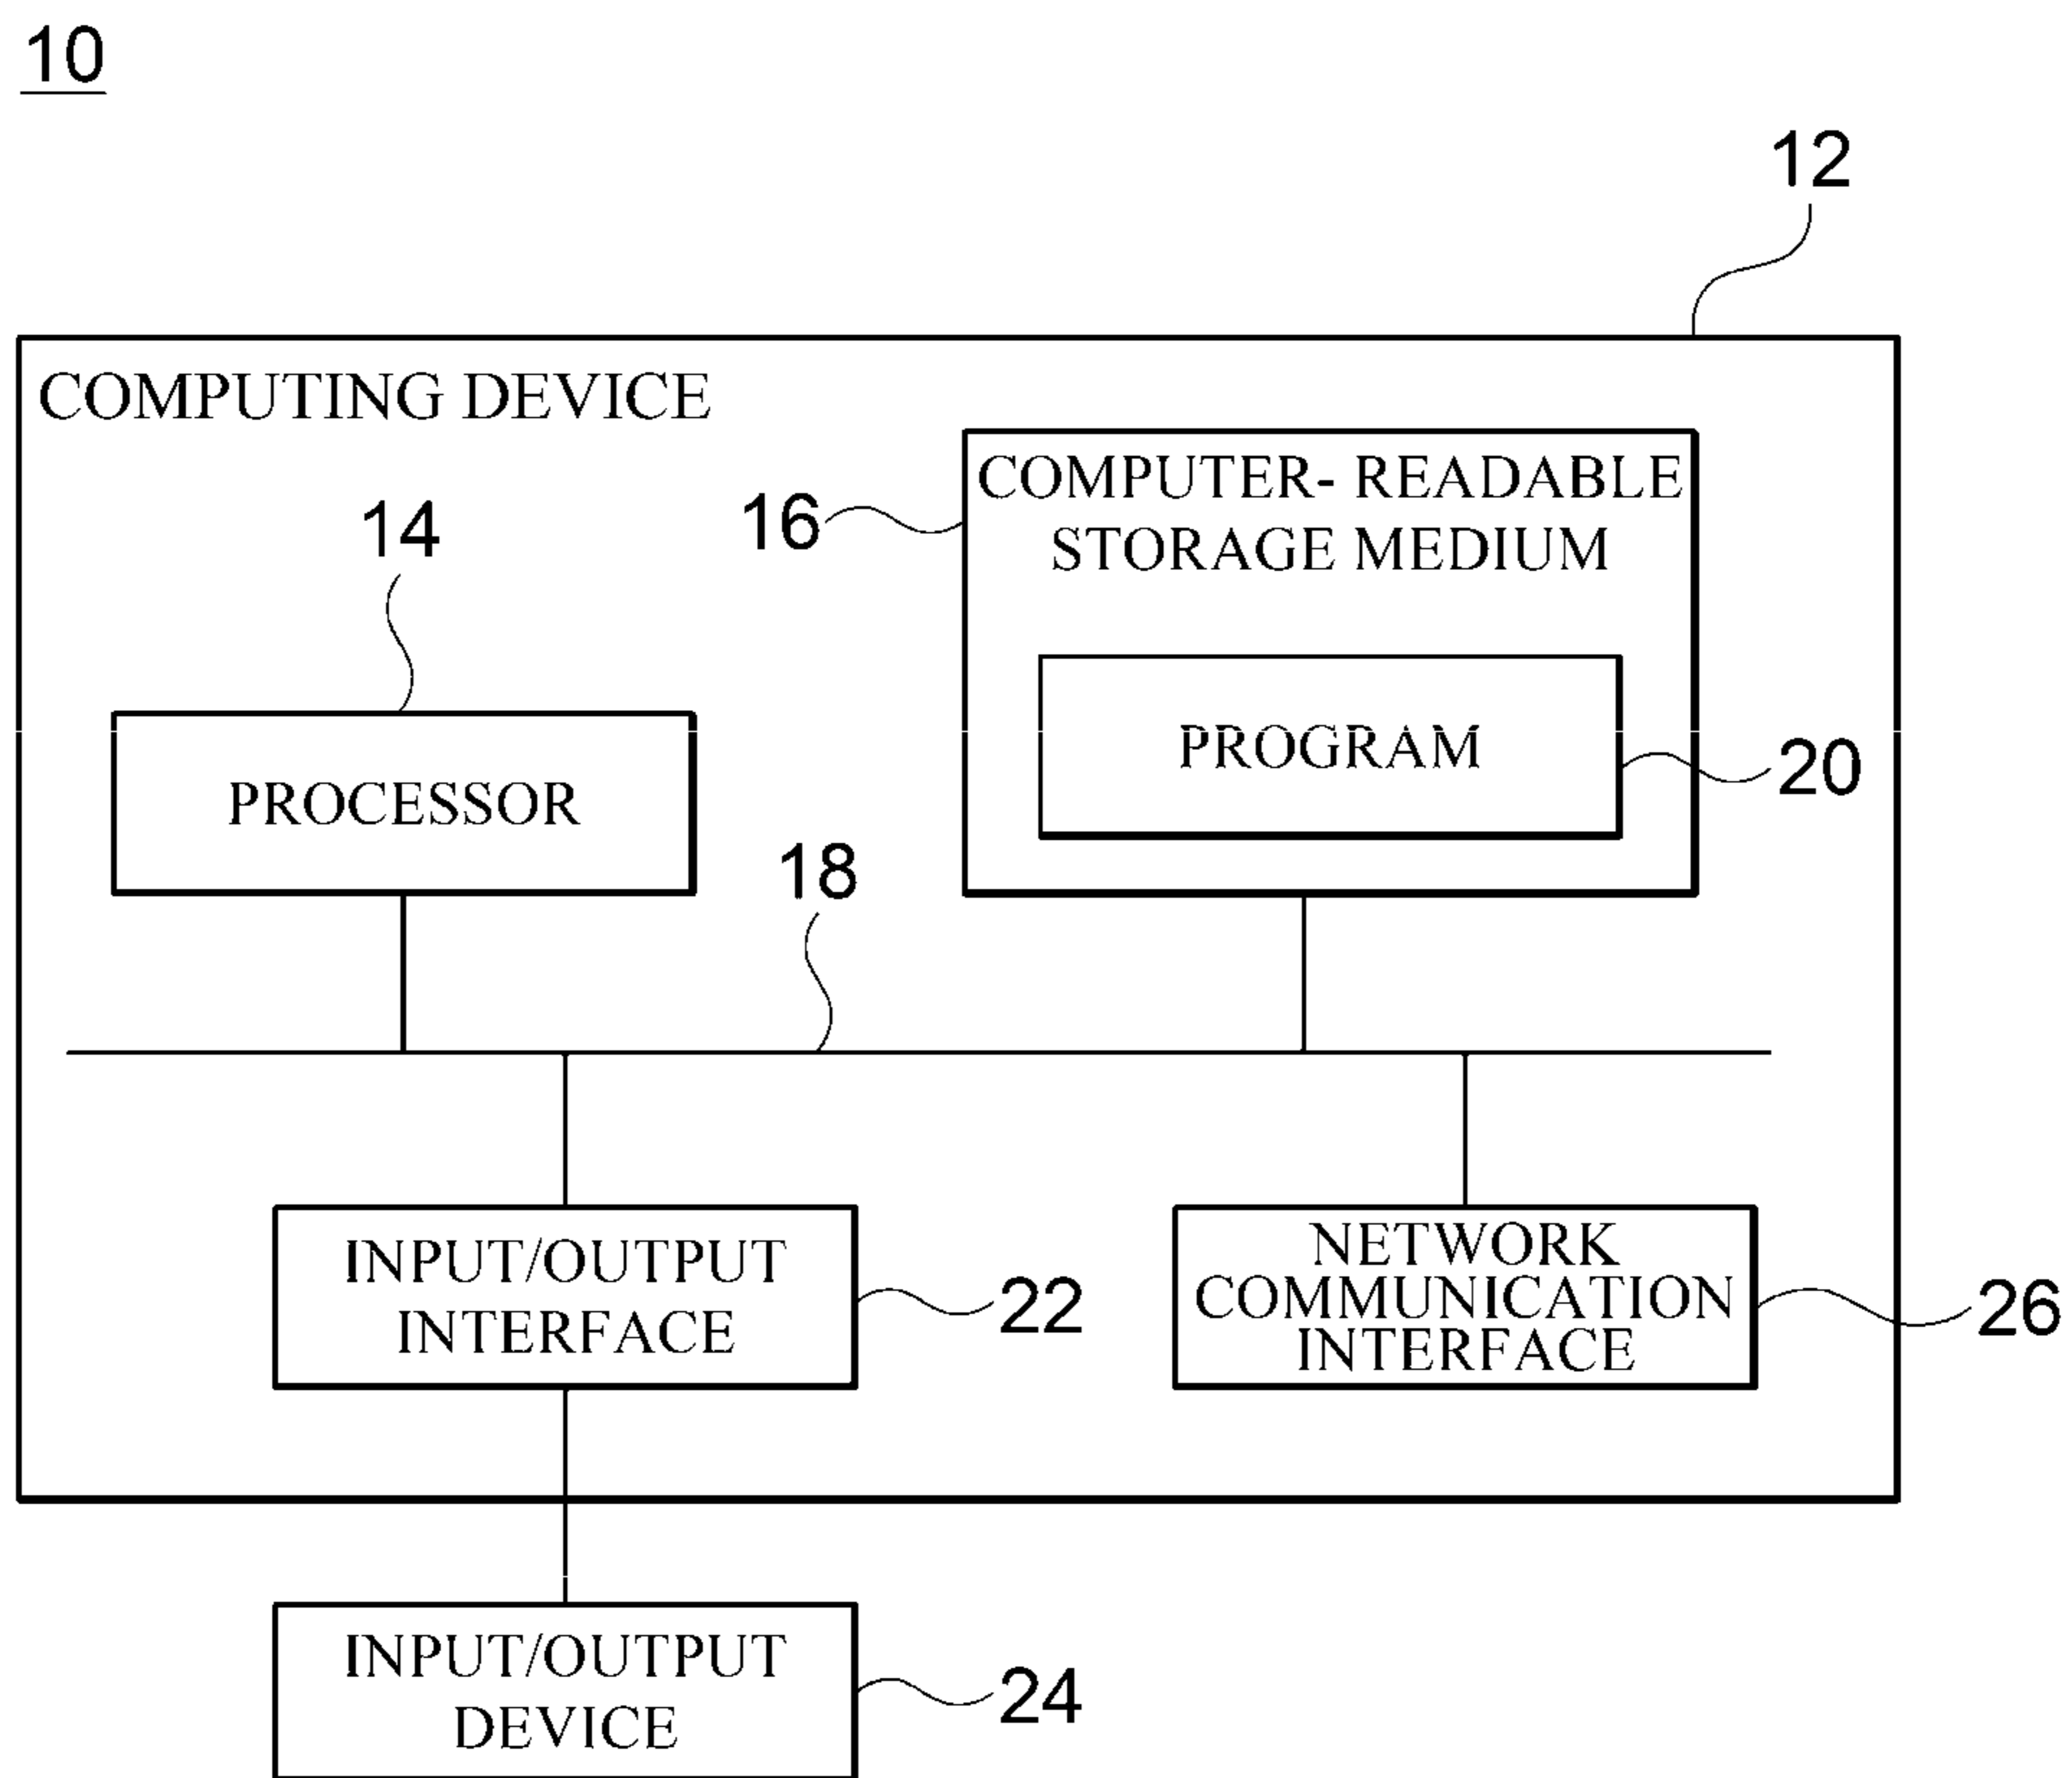 10
12
COMPUTING DEVICE
COMPUTER- READABLE
16
STORAGE MEDIUM
14
PROGRAM
20
PROCESSOR
18
INPUT/OUTPUT
INTERFACE
22
NETWORK
COMMUNICATION
INTERFACE
26
INPUT/OUTPUT
DEVICE
24